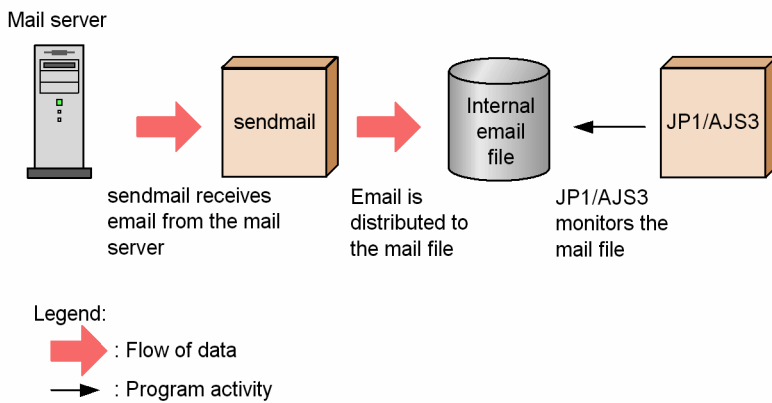 Mail server
sendmail
Internal
email
file
JP1/AJS3
sendmail receives
email from the mail
server
Email is
distributed to
the mail file
JP1/AJS3
monitors the
mail file
Legend:
: Flow of data
: Program activity